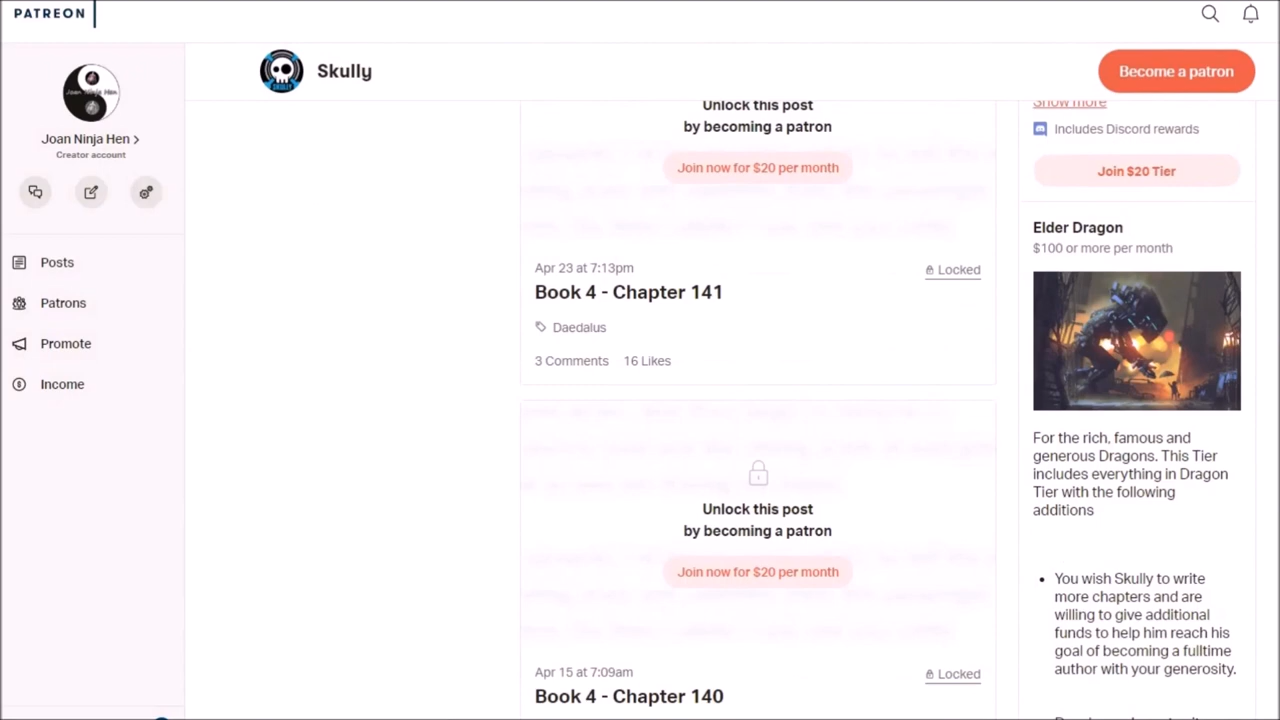 PATREON
Joan Ninja Hen
Joan Ninja Hen >
Creator account
Posts
Patrons
Promote
Income
SKULLY
Skully
Become a patron
Unlock this post
by becoming a patron
Join now for $20 per month
Apr 23 at 7:13pm
Locked
Book 4 - Chapter 141
Daedalus
3 Comments 16 Likes
Unlock this post
by becoming a patron
Join now for $20 per month
Apr 15 at 7:09am
Locked
Book 4 - Chapter 140
Show more
Includes Discord rewards
Join $20 Tier
Elder Dragon
$100 or more per month
For the rich, famous and
generous Dragons. This Tier
includes everything in Dragon
Tier with the following
additions
• You wish Skully to write
more chapters and are
willing to give additional
funds to help him reach his
goal of becoming a fulltime
author with your generosity.